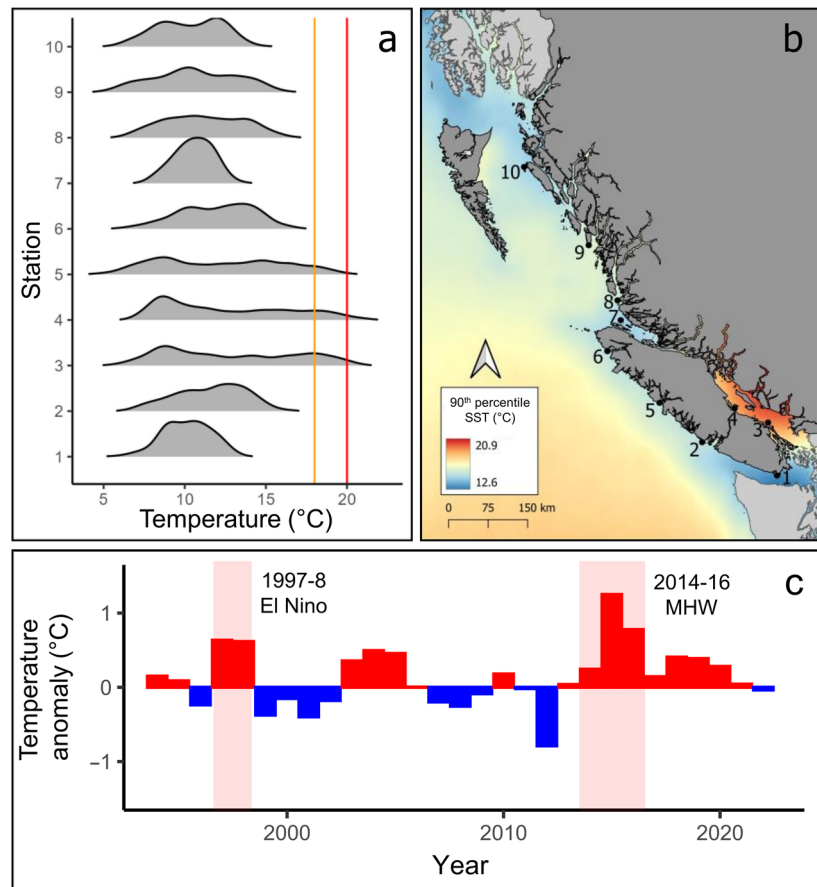 a
10
9
8
7
6
5
4
3
2
1
Station
5
10
15
20
Temperature (°C)
b
10
9
8
7
6
5
4
3
2
1
90th percentile
SST (°C)
20.9
12.6
0 75 150 km
c
1997-8
El Nino
2014-16
MHW
Temperature
anomaly (°C)
1
0
−1
2000
2010
2020
Year